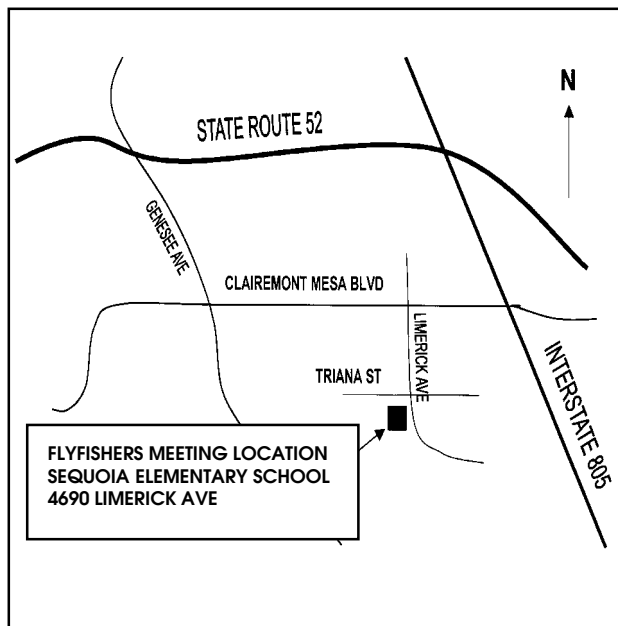 N
STATE ROUTE 52
GENESEE AVE
CLAIREMONT MESA BLVD
LIMERICK AVE
TRIANA ST
INTERSTATE 805
FLYFISHERS MEETING LOCATION
SEQUOIA ELEMENTARY SCHOOL
4690 LIMERICK AVE